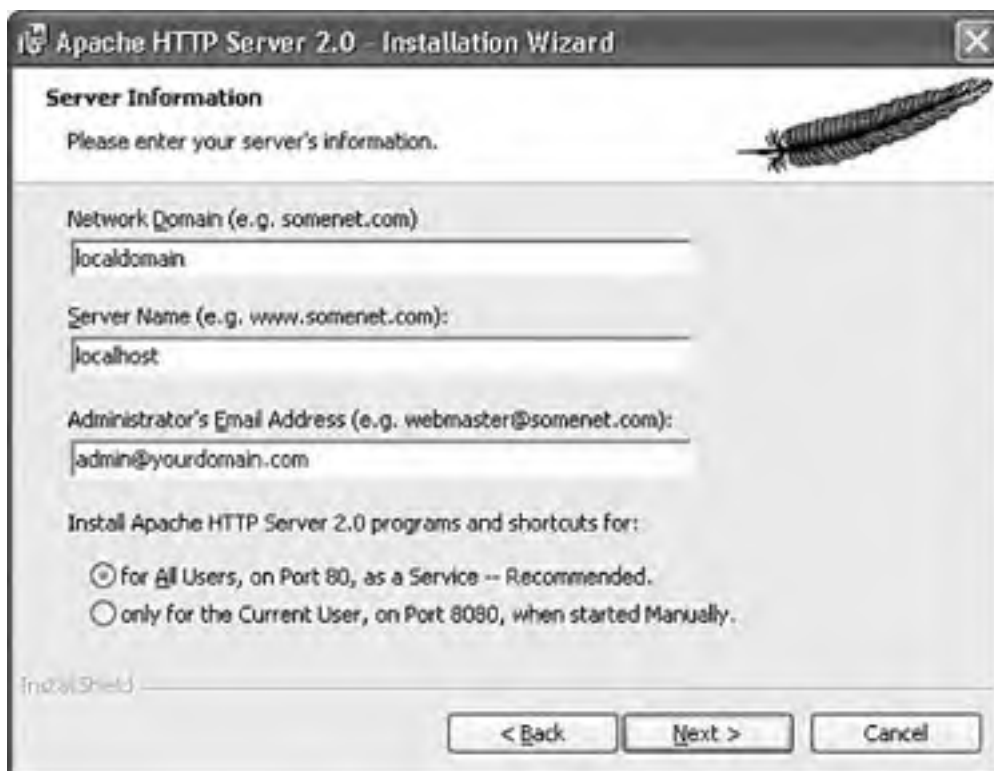 Apache HTTP Server 2.0 - Installation Wizard
Server Information
Please enter your server's information.
Network Domain (e.g. somenet.com)
localdomain
Server Name (e.g. www.somenet.com):
localhost
Administrator's Email Address (e.g. webmaster@somenet.com):
admin@yourdomain.com
Install Apache HTTP Server 2.0 programs and shortcuts for:
for All Users, on Port 80, as a Service -- Recommended.
only for the Current User, on Port 8080, when started Manually.
InstallShield
< Back Next > Cancel